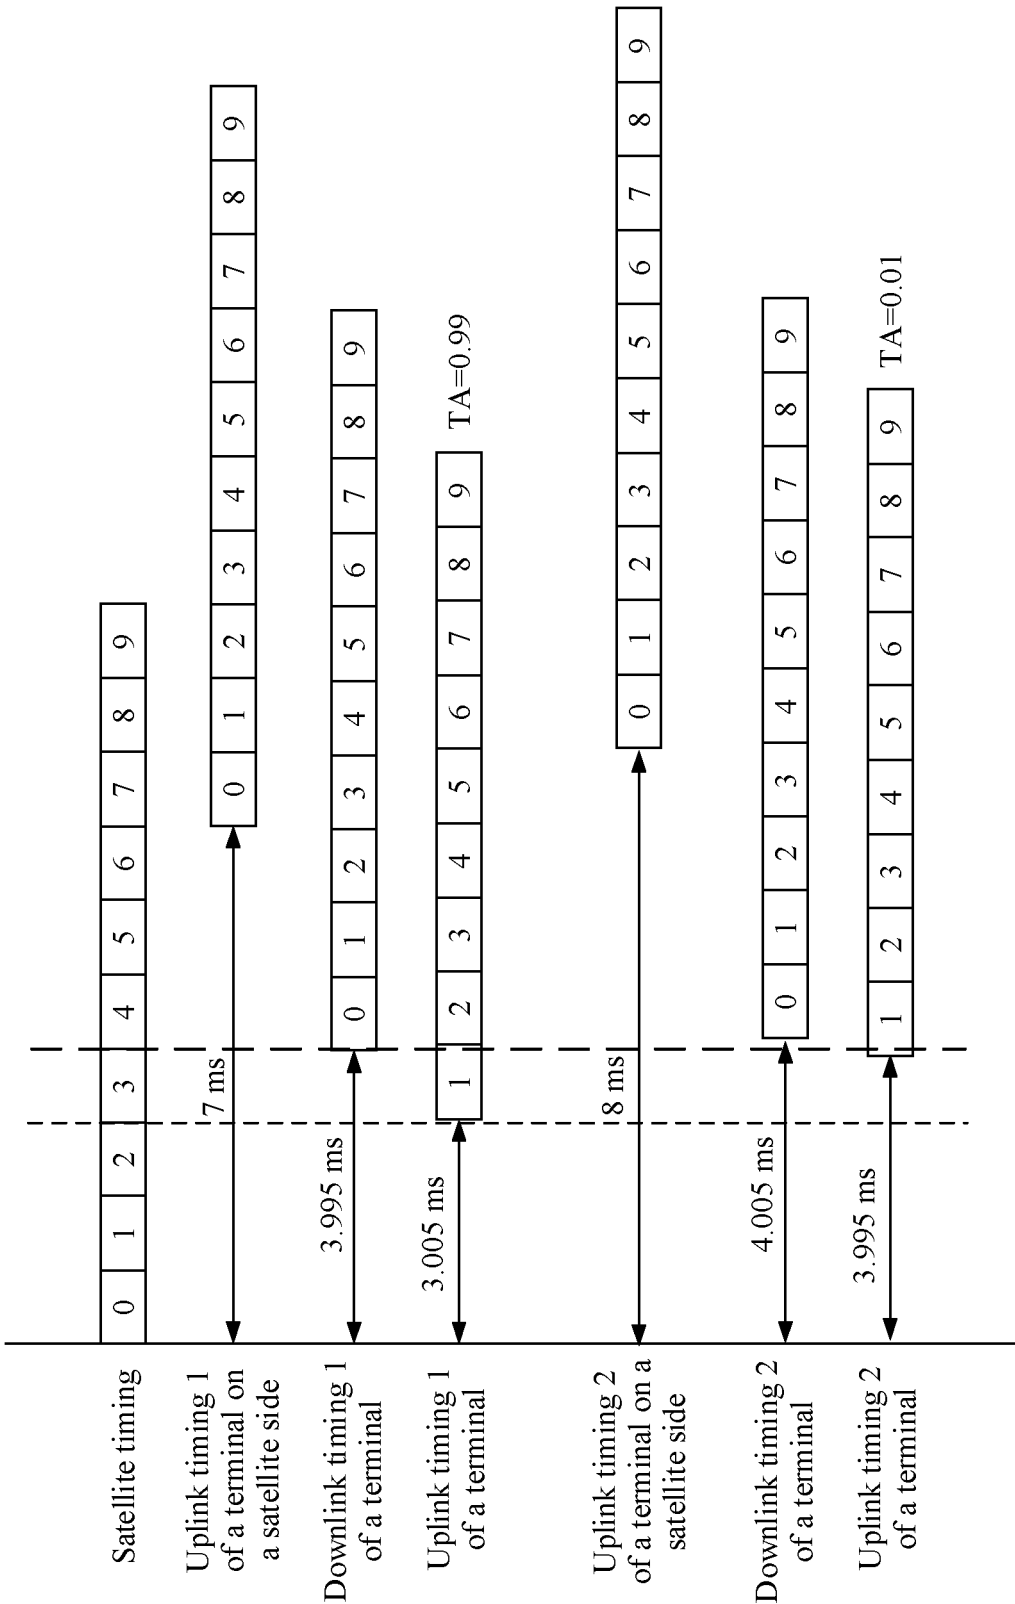 Satellite timing
0 1 2 3 4 5 6 7 8 9
Uplink timing 1
of a terminal on
a satellite side
7 ms
0 1 2 3 4 5 6 7 8 9
Downlink timing 1
of a terminal
3.995 ms
0 1 2 3 4 5 6 7 8 9
Uplink timing 1
of a terminal
3.005 ms
1 2 3 4 5 6 7 8 9
TA=0.99
Uplink timing 2
of a terminal on a
satellite side
8 ms
0 1 2 3 4 5 6 7 8 9
Downlink timing 2
of a terminal
4.005 ms
0 1 2 3 4 5 6 7 8 9
Uplink timing 2
of a terminal
3.995 ms
1 2 3 4 5 6 7 8 9
TA=0.01